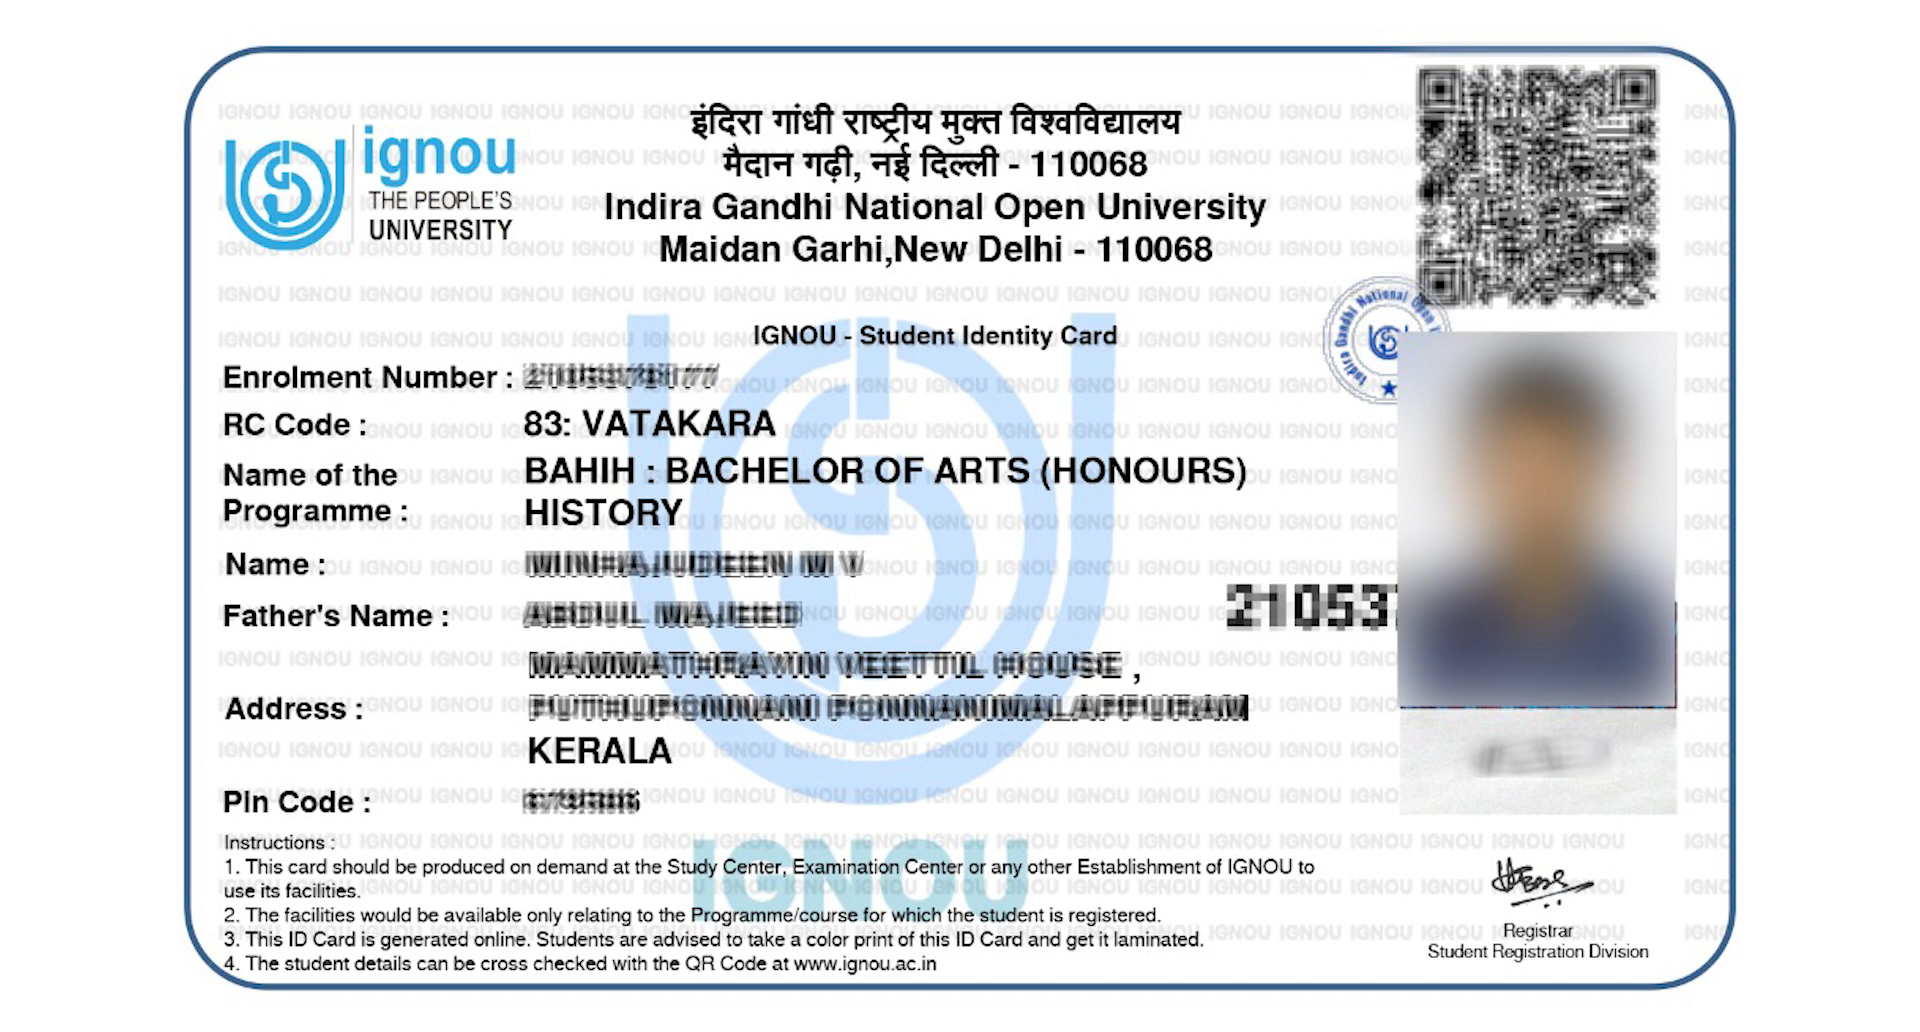 ignou
THE PEOPLE'S
UNIVERSITY
इंदिरा गांधी राष्ट्रीय मुक्त विश्वविद्यालय
मैदान गढ़ी, नई दिल्ली - 110068
Indira Gandhi National Open University
Maidan Garhi,New Delhi - 110068
IGNOU - Student Identity Card
Enrolment Number :
RC Code : 83: VATAKARA
Name of the Programme : BAHIH : BACHELOR OF ARTS (HONOURS)
HISTORY
Name :
Father's Name :
Address :
KERALA
Pin Code :
Indira Gandhi National Open
IGNOU
Instructions :
1. This card should be produced on demand at the Study Center, Examination Center or any other Establishment of IGNOU to
use its facilities.
2. The facilities would be available only relating to the Programme/course for which the student is registered.
3. This ID Card is generated online. Students are advised to take a color print of this ID Card and get it laminated.
4. The student details can be cross checked with the QR Code at www.ignou.ac.in
Registrar
Student Registration Division